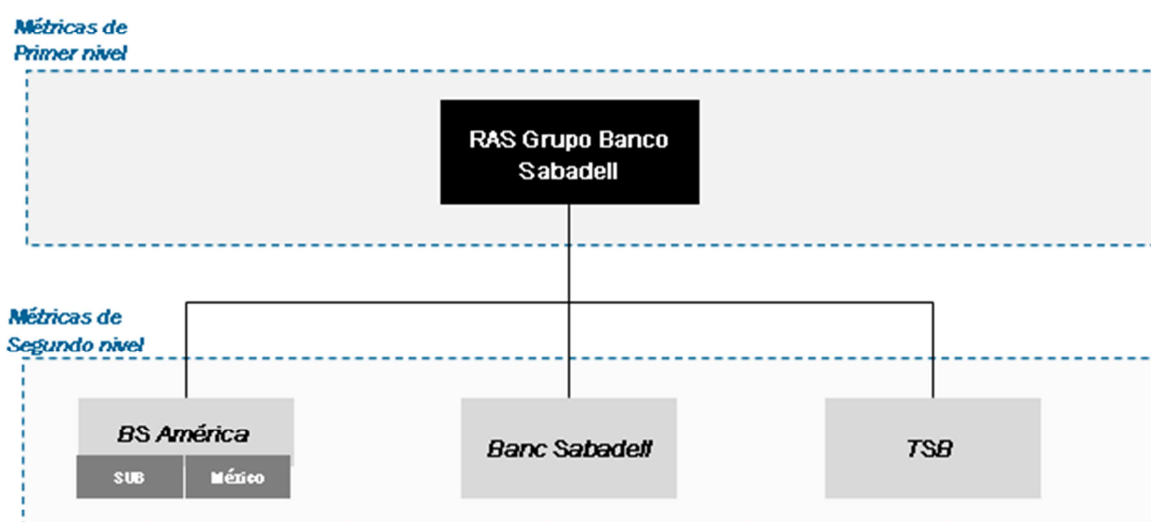 Métricas de
Primer nivel
RAS Grupo Banco
Sabadell
Métricas de
Segundo nivel
BS América
SUB
México
Banc Sabadell
TSB